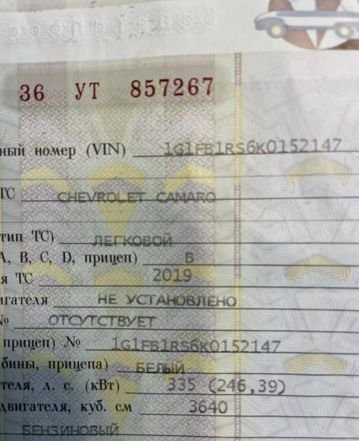 36 УТ 857267
ный номер (VIN) 1G1FB1RS6K0152147
ТС CHEVROLET CAMARO
тип ТС) ЛЕГКОВОЙ
А, В, С, D, прицеп) В
я ТС 2019
игателя НЕ УСТАНОВЛЕНО
№ ОТСУТСТВУЕТ
прицеп) № 1G1FB1RS6K0152147
бины, прицепа) БЕЛЫЙ
теля, л. с. (кВт) 335 (246,39)
двигателя, куб. см 3640
БЕНЗИНОВЫЙ